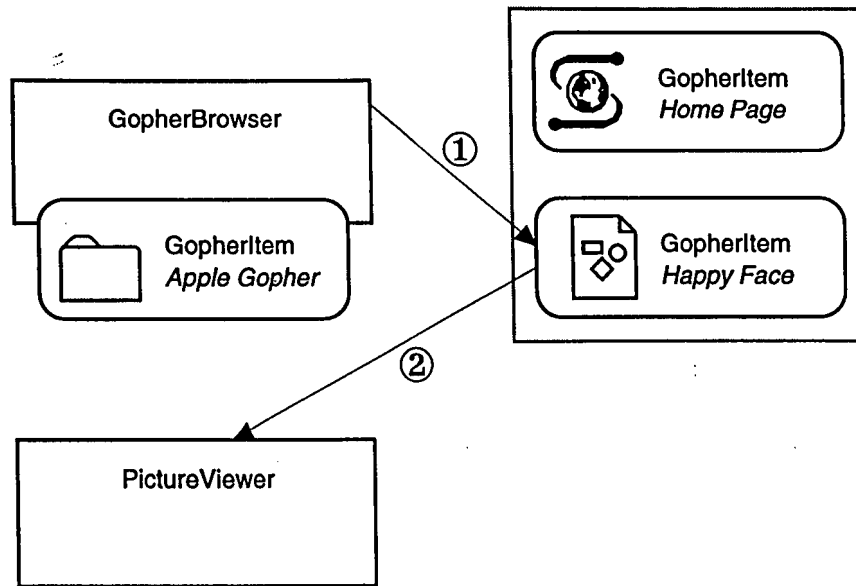 GopherBrowser
GopherItem
Apple Gopher
①
GopherItem
Home Page
GopherItem
Happy Face
②
PictureViewer